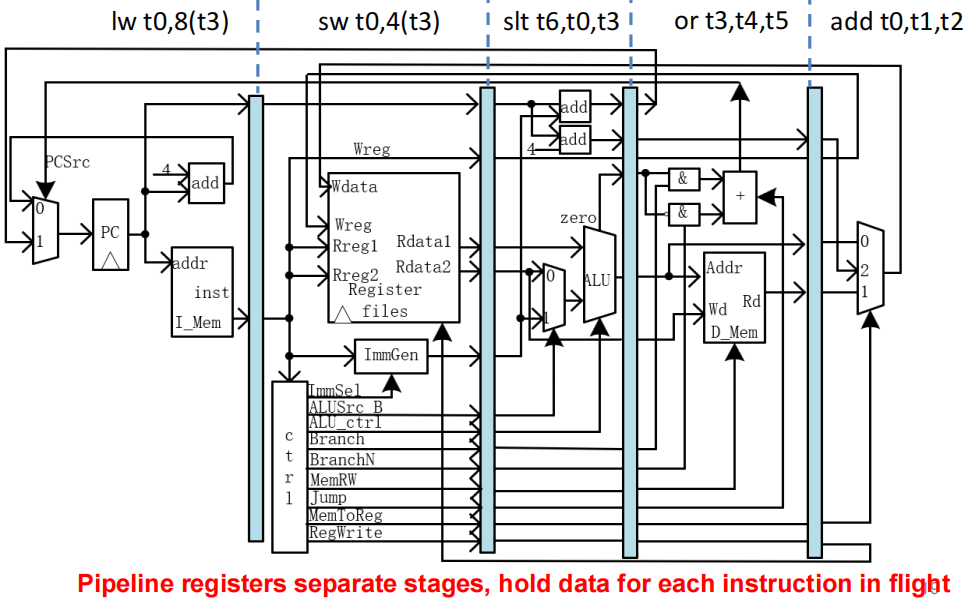 lw t0,8(t3)
sw t0,4(t3)
slt t6,t0,t3
or t3,t4,t5
add t0,t1,t2
PCSrc
0
1
PC
4
add
addr
inst
I_Mem
Wreg
Wdata
Wreg
Rreg1
Rreg2
Rdata1
Rdata2
Register
files
ImmGen
c
t
r
l
ImmSel
ALUSrc_B
ALU_ctrl
Branch
BranchN
MemRW
Jump
MemToReg
RegWrite
add
add
4
zero
0
1
ALU
&
&
+
Addr
Rd
Wd
D_Mem
0
2
1
Pipeline registers separate stages, hold data for each instruction in flight